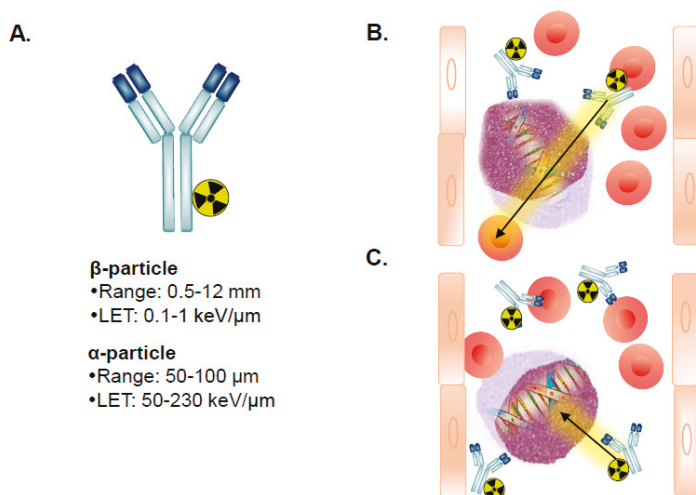 A.
β-particle
•Range: 0.5-12 mm
•LET: 0.1-1 keV/µm
α-particle
•Range: 50-100 µm
•LET: 50-230 keV/µm
B.
C.